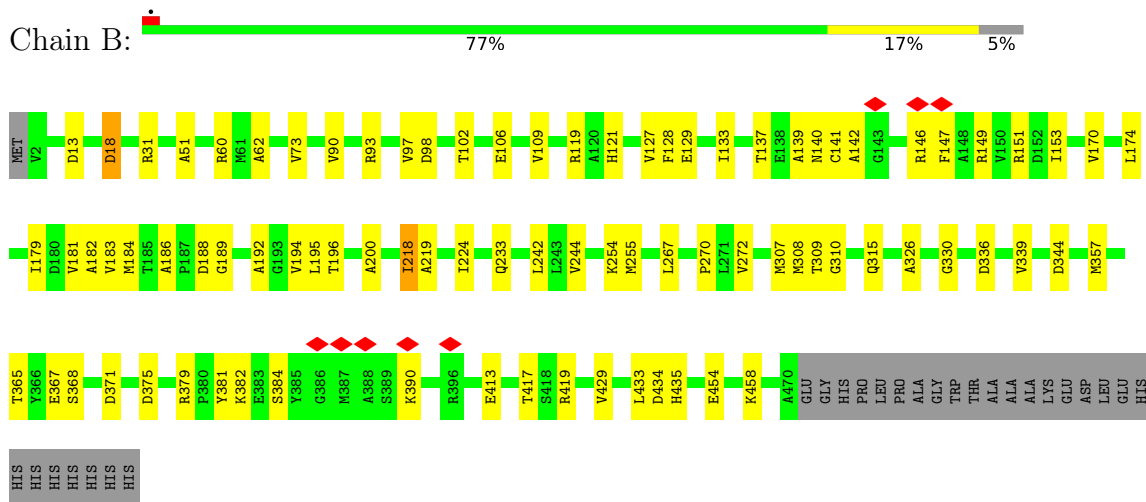 •
Chain B:
77% 17% 5%
MET V2 D13 D18 R31 A51 R60 M61 A62 V73 V90 R93 V97 D98 T102 E106 V109 R119 A120 H121 V127 F128 E129 I133 T137 E138 A139 N140 C141 A142 G143 R146 F147 A148 R149 V150 R151 D152 I153 V170 L174
I179 D180 V181 A182 V183 M184 T185 A186 P187 D188 G189 A192 G193 V194 L195 T196 A200 I218 A219 I224 Q233 L242 L243 V244 K254 M255 L267 P270 L271 V272 M307 M308 T309 G310 Q315 A326 G330 D336 V339 D344 M357
T365 Y366 E367 S368 D371 D375 R379 P380 Y381 K382 E383 S384 Y385 G386 M387 A388 S389 K390 R396 E413 T417 S418 R419 V429 L433 D434 H435 E454 K458 A470 GLU GLY HIS PRO LEU PRO ALA GLY TRP THR ALA ALA ALA LYS GLU ASP LEU GLU HIS
HIS HIS HIS HIS HIS